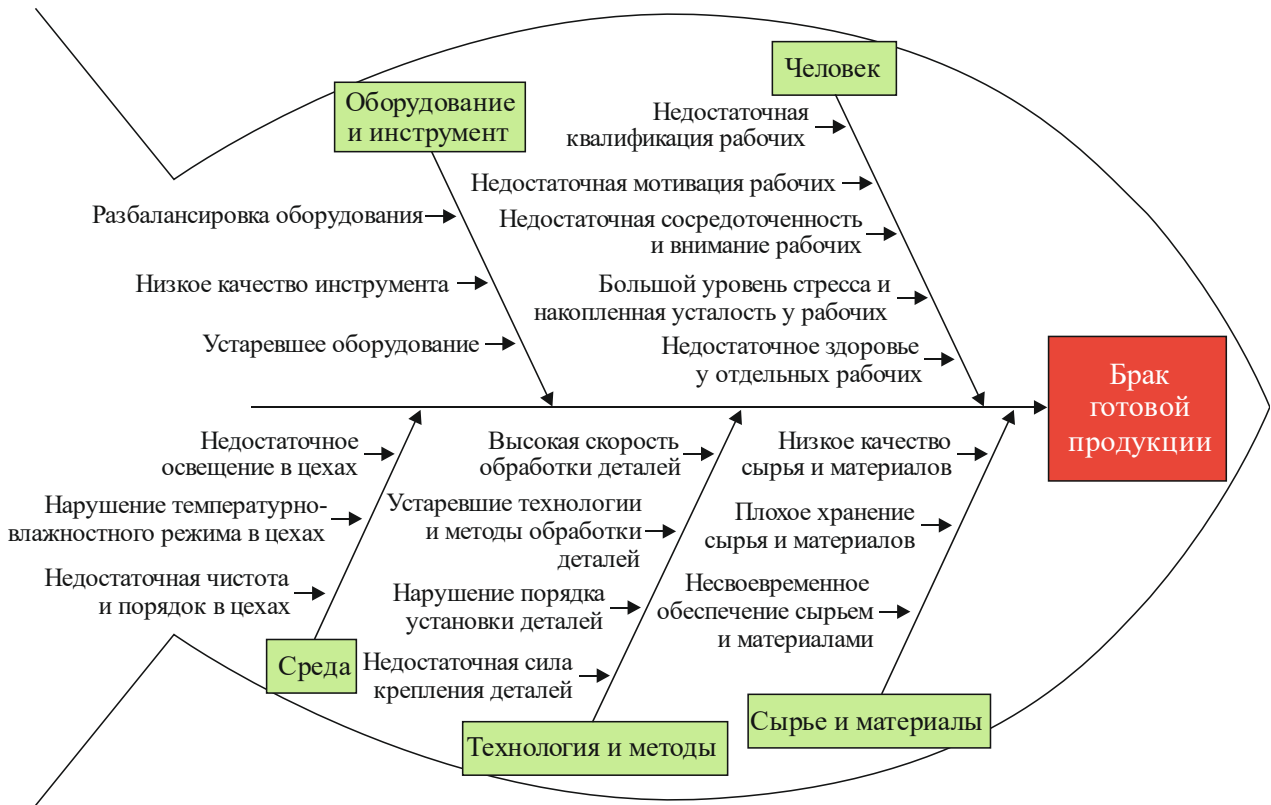 Человек
Оборудование
и инструмент
Недостаточная
квалификация рабочих
Недостаточная мотивация рабочих
Недостаточная сосредоточенность
и внимание рабочих
Большой уровень стресса и
накопленная усталость у рабочих
Недостаточное здоровье
у отдельных рабочих
Разбалансировка оборудования
Низкое качество инструмента
Устаревшее оборудование
Брак
готовой
продукции
Недостаточное
освещение в цехах
Нарушение температурно-
влажностного режима в цехах
Недостаточная чистота
и порядок в цехах
Среда
Высокая скорость
обработки деталей
Устаревшие технологии
и методы обработки
деталей
Нарушение порядка
установки деталей
Недостаточная сила
крепления деталей
Технология и методы
Низкое качество
сырья и материалов
Плохое хранение
сырья и материалов
Несвоевременное
обеспечение сырьем
и материалами
Сырье и материалы